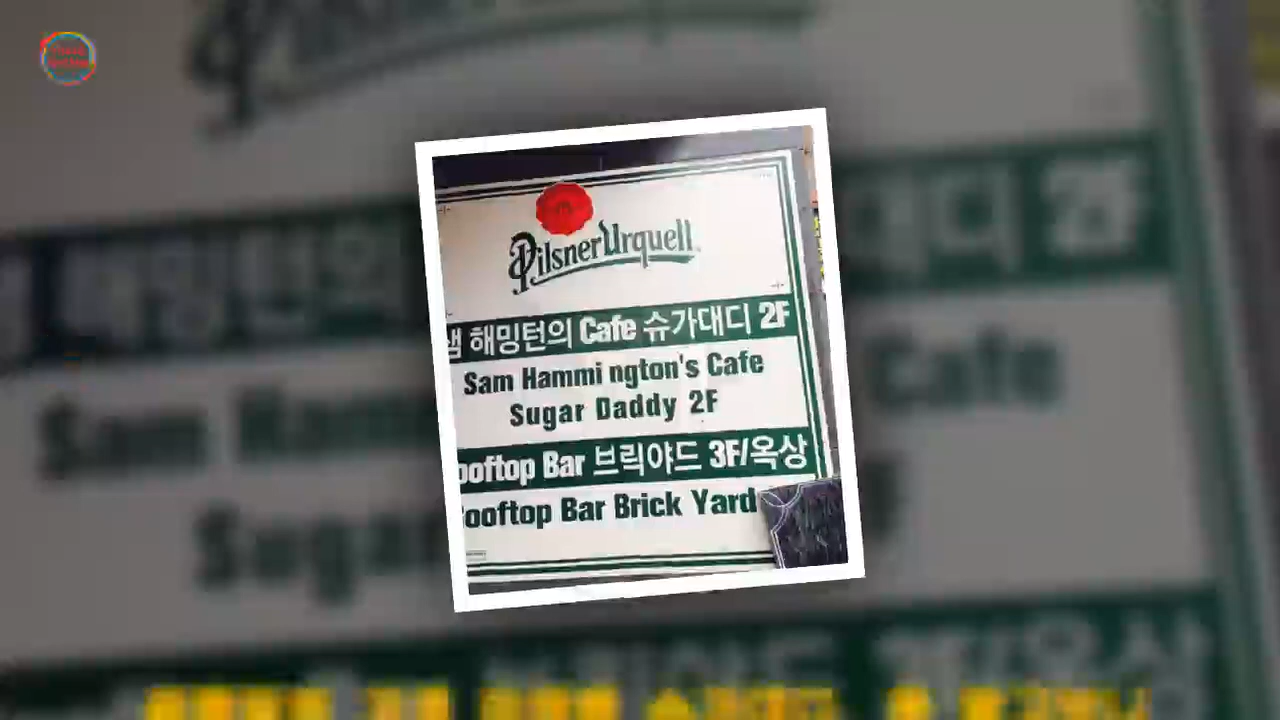 Pilsner Urquell
샘 해밍턴의 Cafe 슈가대디 2F
Sam Hammi ngton's Cafe
Sugar Daddy 2F
ooftop Bar 브릭야드 3F/옥상
ooftop Bar Brick Yard